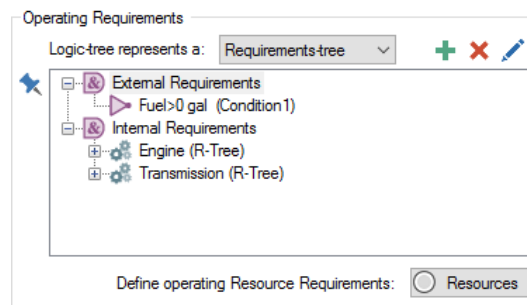 Operating Requirements
Logic-tree represents a: Requirements-tree
& External Requirements
Fuel>0 gal (Condition1)
& Internal Requirements
Engine (R-Tree)
Transmission (R-Tree)
Define operating Resource Requirements: Resources